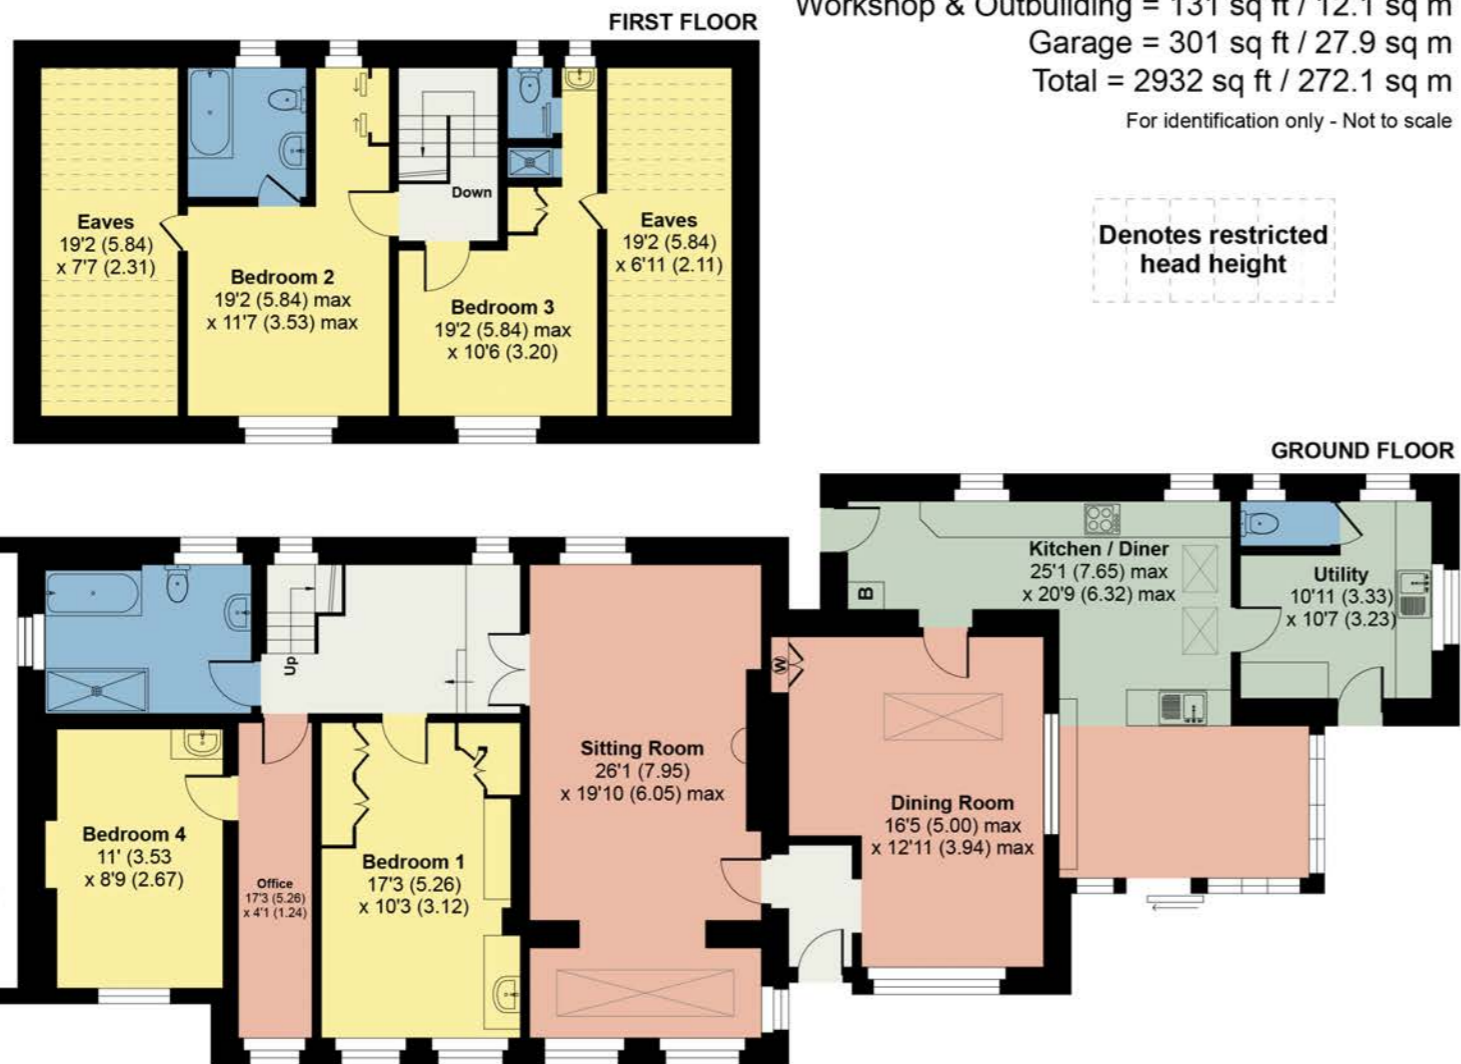 FIRST FLOOR
Workshop & Outbuilding = 131 sq ft / 12.1 sq m
Garage = 301 sq ft / 27.9 sq m
Total = 2932 sq ft / 272.1 sq m
For identification only - Not to scale
Denotes restricted
head height
Eaves
19'2 (5.84)
x 7'7 (2.31)
Bedroom 2
19'2 (5.84) max
x 11'7 (3.53) max
Down
Bedroom 3
19'2 (5.84) max
x 10'6 (3.20)
Eaves
19'2 (5.84)
x 6'11 (2.11)
GROUND FLOOR
Kitchen / Diner
25'1 (7.65) max
x 20'9 (6.32) max
B
Utility
10'11 (3.33)
x 10'7 (3.23)
Up
W
Sitting Room
26'1 (7.95)
x 19'10 (6.05) max
Dining Room
16'5 (5.00) max
x 12'11 (3.94) max
Bedroom 4
11' (3.53
x 8'9 (2.67)
Office
17'3 (5.26)
x 4'1 (1.24)
Bedroom 1
17'3 (5.26)
x 10'3 (3.12)